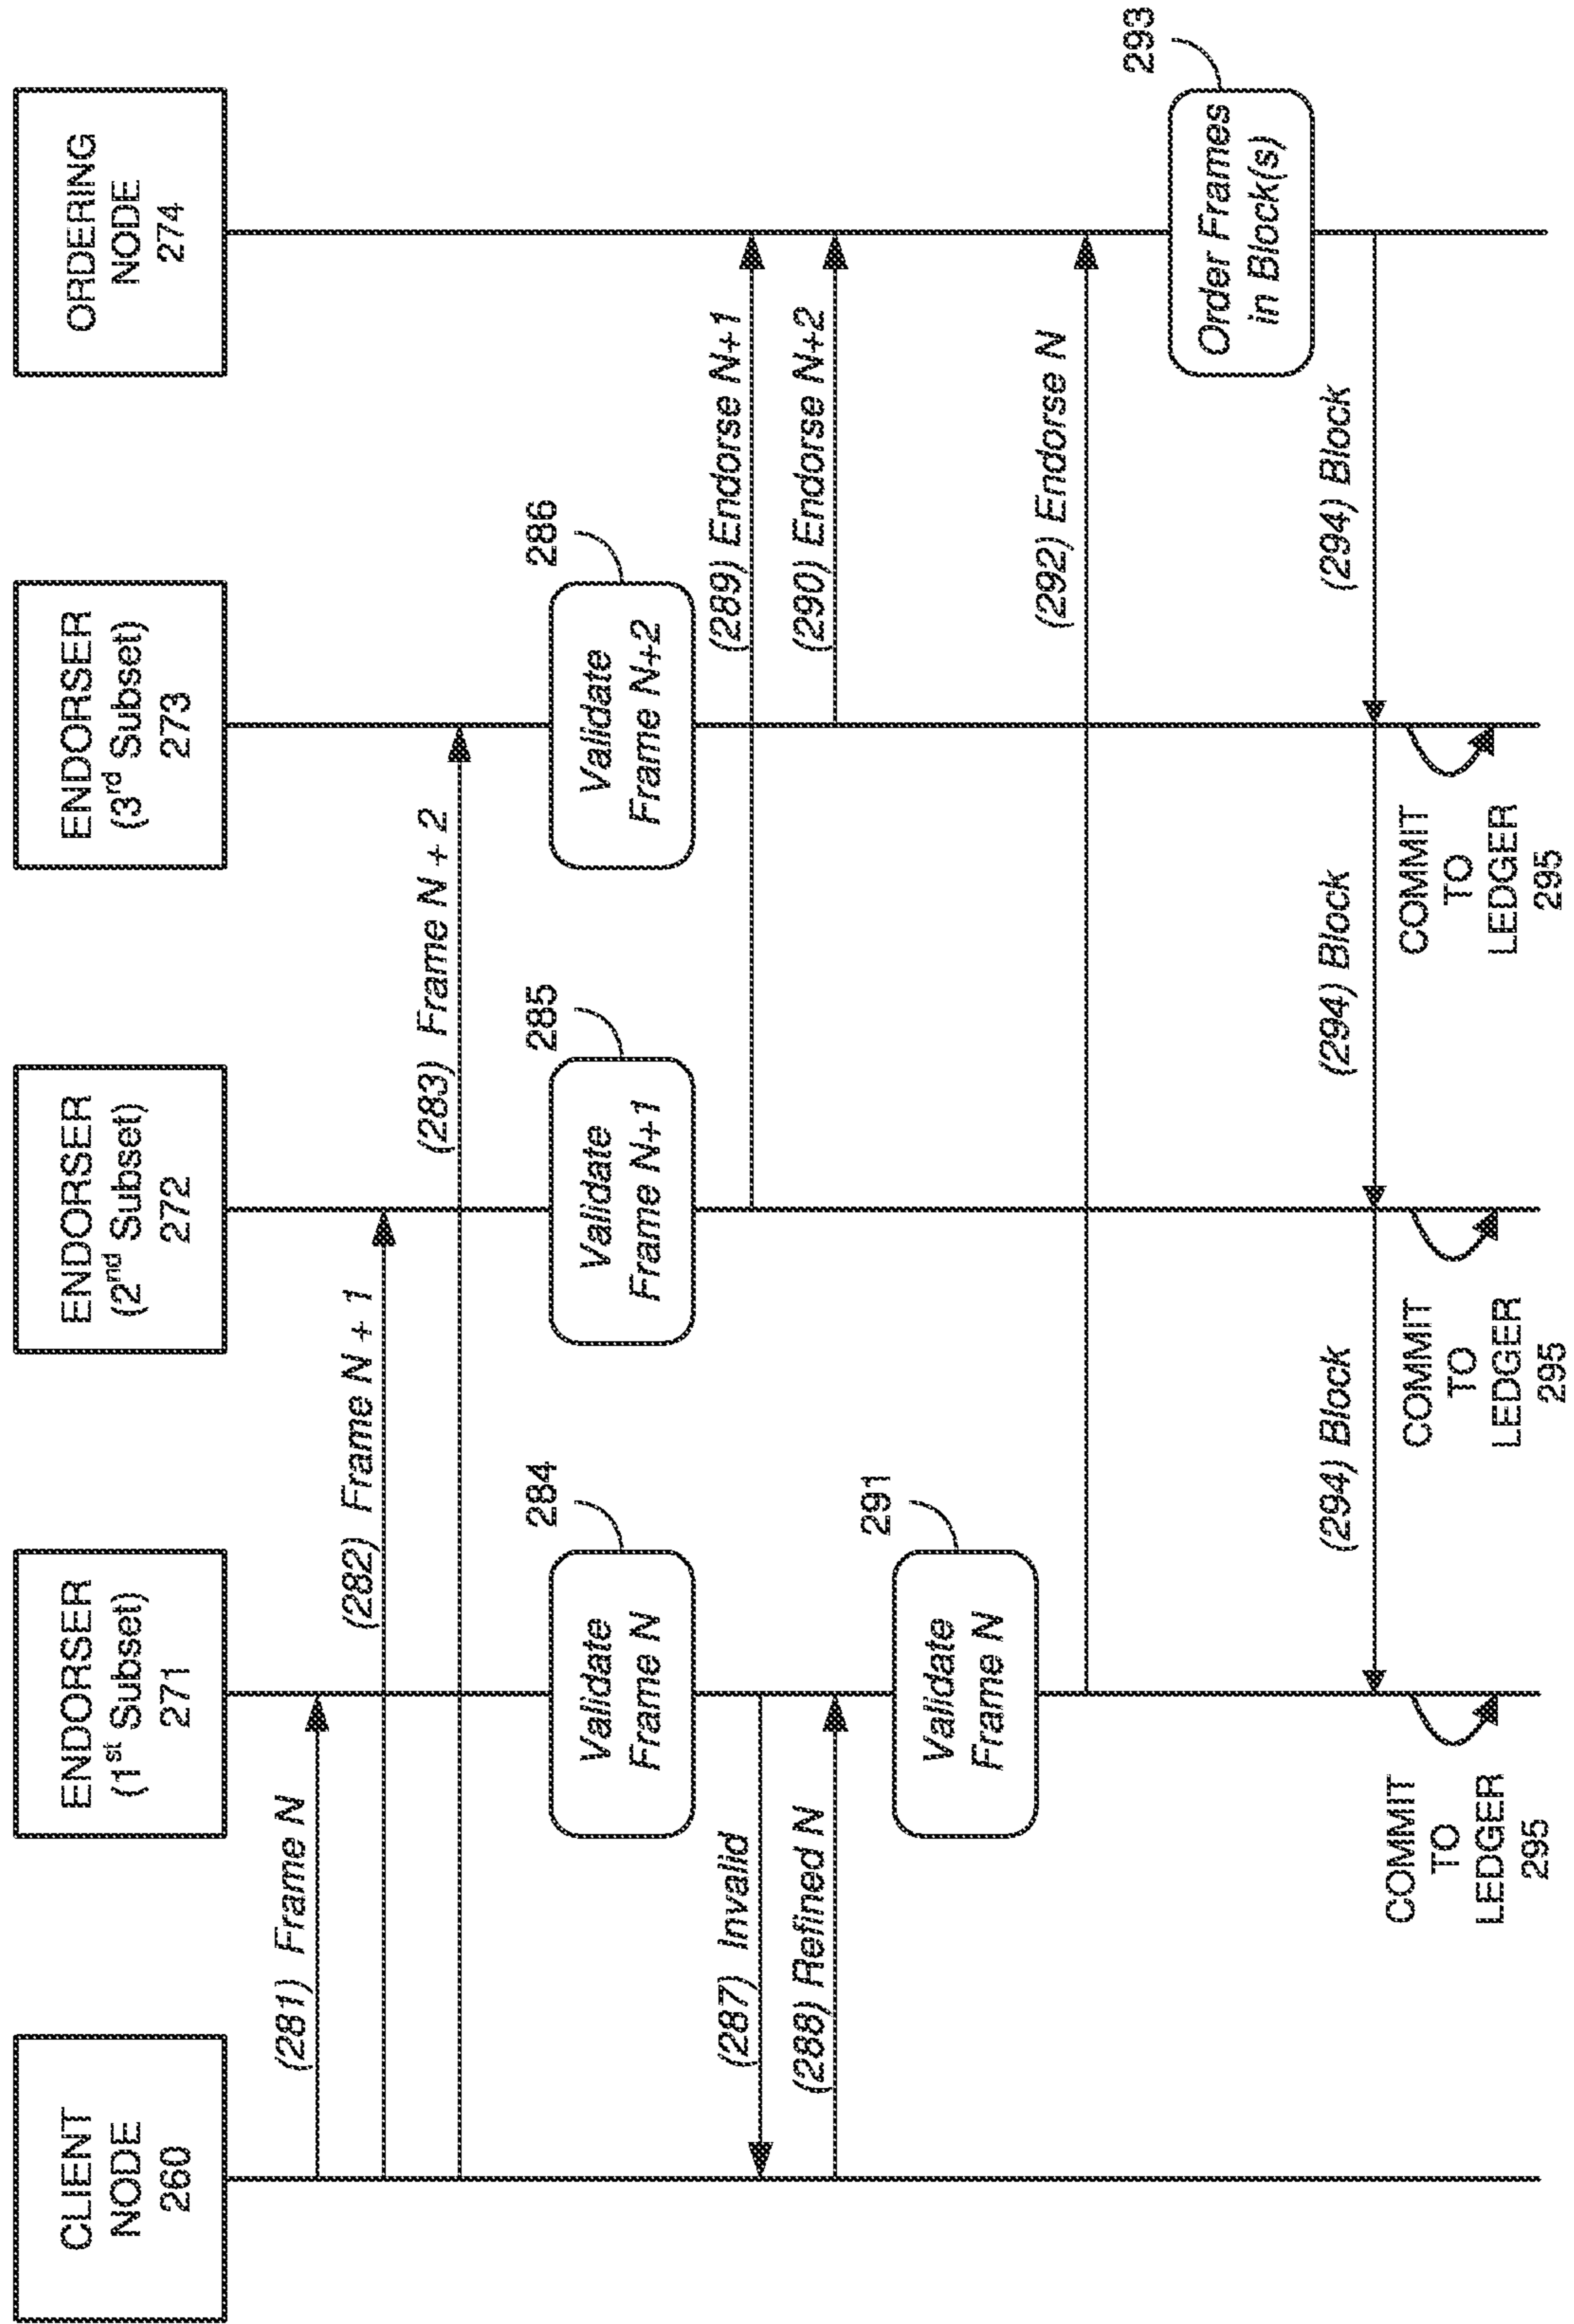 CLIENT
NODE
260
ENDORSER
(1st Subset)
271
ENDORSER
(2nd Subset)
272
ENDORSER
(3rd Subset)
273
ORDERING
NODE
274
(281) Frame N
(282) Frame N + 1
(283) Frame N + 2
284
Validate
Frame N
285
Validate
Frame N+1
286
Validate
Frame N+2
(287) Invalid
(289) Endorse N+1
(288) Refined N
(290) Endorse N+2
291
Validate
Frame N
(292) Endorse N
293
Order Frames
in Block(s)
(294) Block
(294) Block
(294) Block
COMMIT
TO
LEDGER
295
COMMIT
TO
LEDGER
295
COMMIT
TO
LEDGER
295